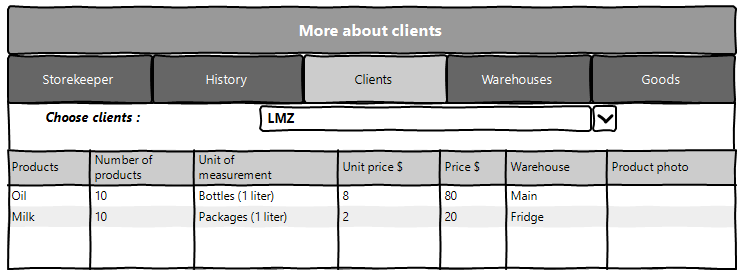 More about clients
Storekeeper History Clients Warehouses Goods
Choose clients : LMZ
Products Number of products Unit of measurement Unit price $ Price $ Warehouse Product photo
Oil 10 Bottles (1 liter) 8 80 Main
Milk 10 Packages (1 liter) 2 20 Fridge